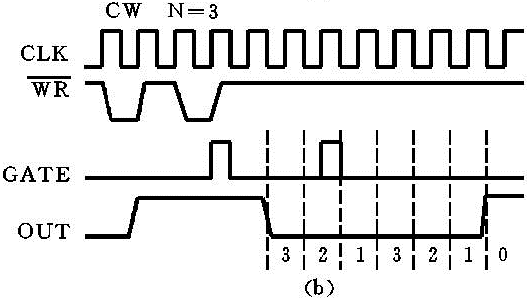 CW N=3
CLK
WR
GATE
OUT
3 2 1 3 2 1 0
(b)